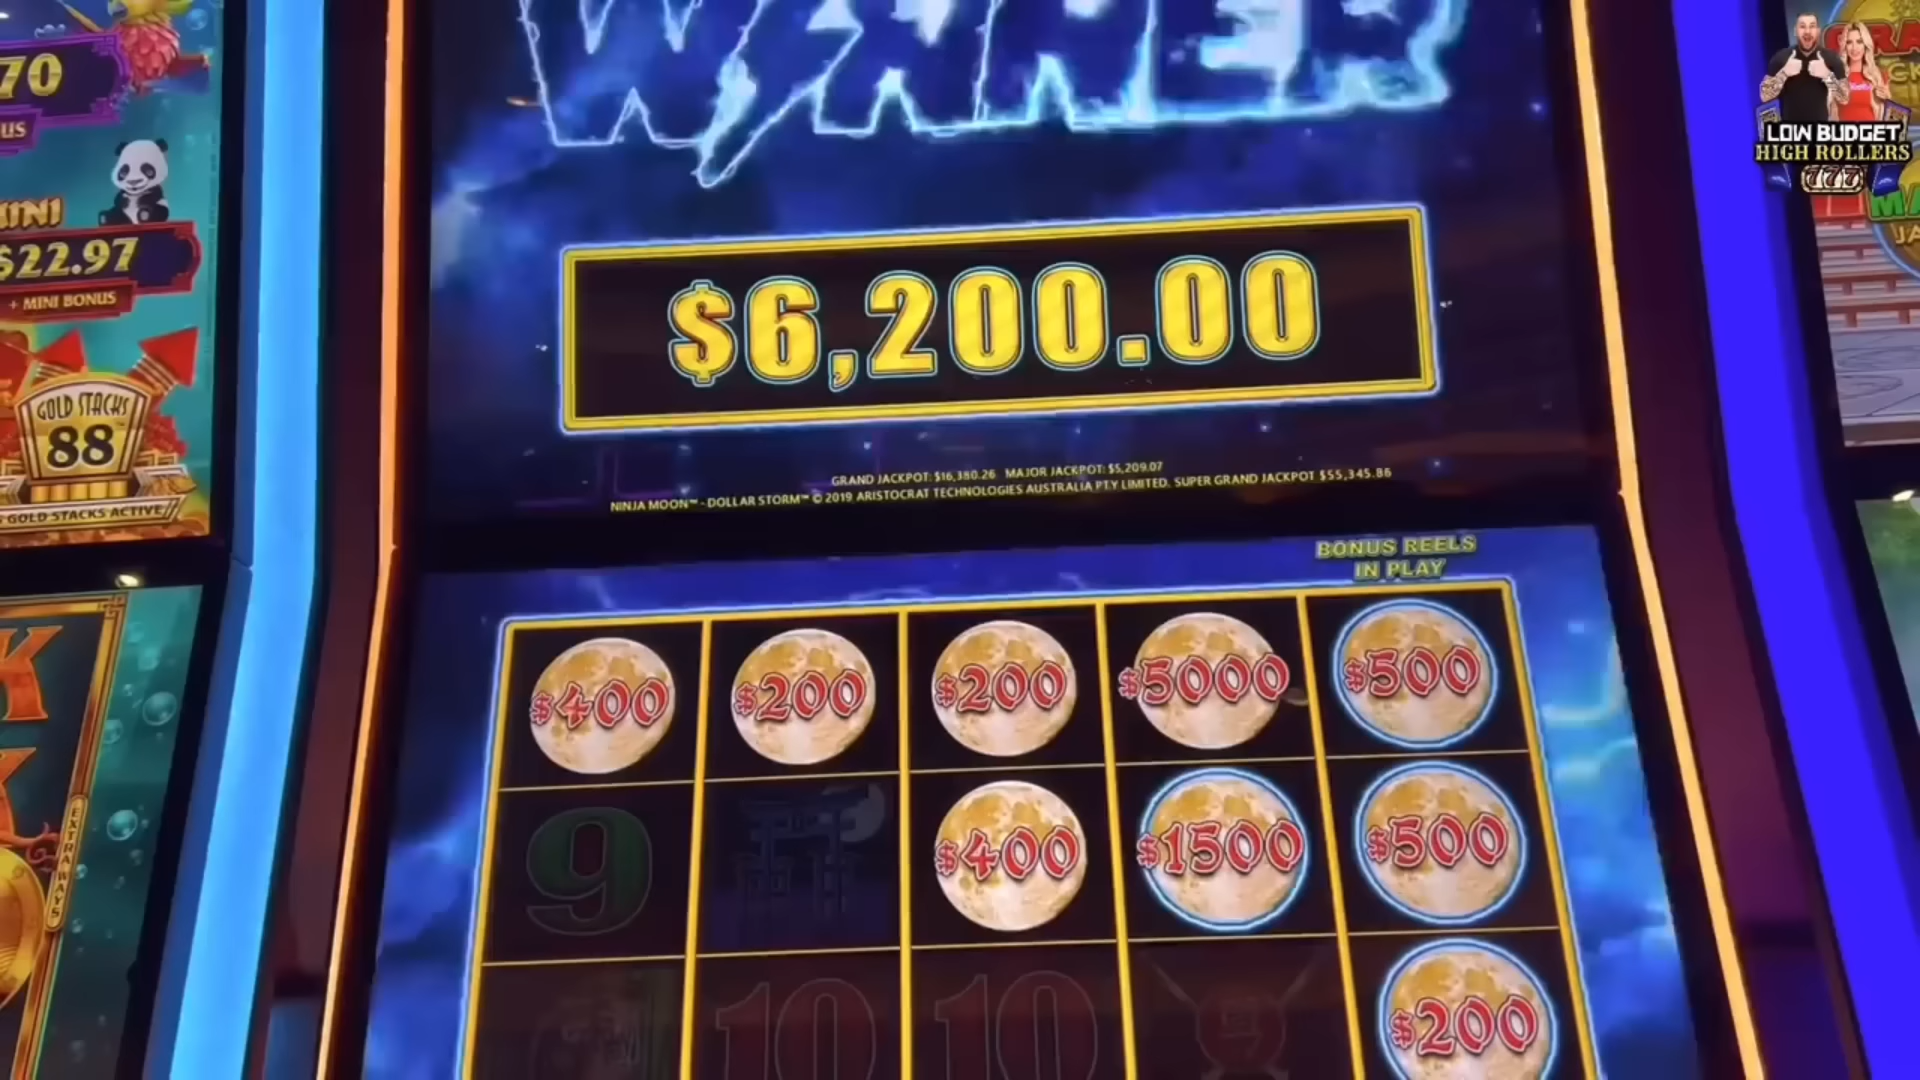 WINNER
70
US
MINI
$22.97
+ MINI BONUS
GOLD STACKS
88
GOLD STACKS ACTIVE
EXTRA WAYS
LOW BUDGET
HIGH ROLLERS
777
$6,200.00
GRAND JACKPOT: $16,380.26 MAJOR JACKPOT: $5,209.07
NINJA MOON™ - DOLLAR STORM™ © 2019 ARISTOCRAT TECHNOLOGIES AUSTRALIA PTY LIMITED. SUPER GRAND JACKPOT $55,345.86
BONUS REELS
IN PLAY
$400 $200 $200 $5000 $500
9 $400 $1500 $500
10 10 $200